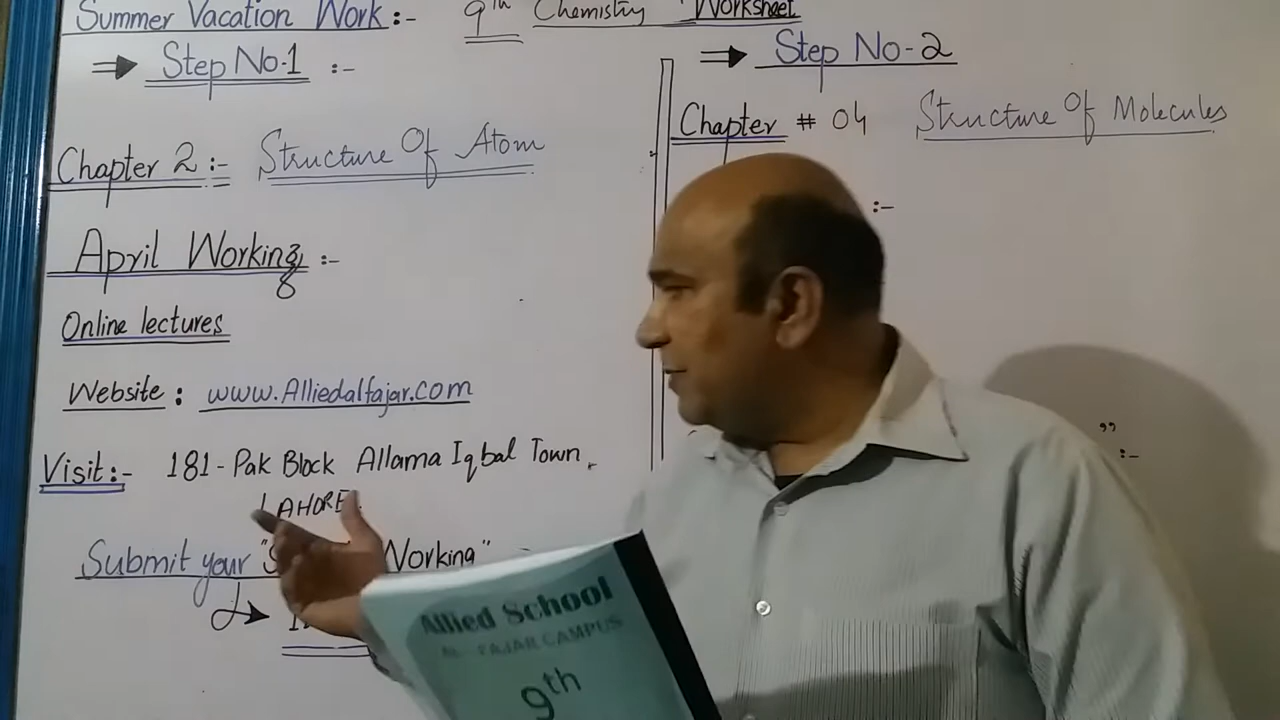 Summer Vacation Work:- 9th Chemistry Worksheet
⇒ Step No.1 :-
Chapter 2:- Structure Of Atom
April Working :-
Online lectures
Website: www.Alliedalfajar.com
Visit:- 181-Pak Block Allama Iqbal Town.
LAHORE.
Submit your Working"
⇒ Step No-2
Chapter # 04 Structure Of Molecules
:-
"
:-
Allied School
AL-FAJAR CAMPUS
9th